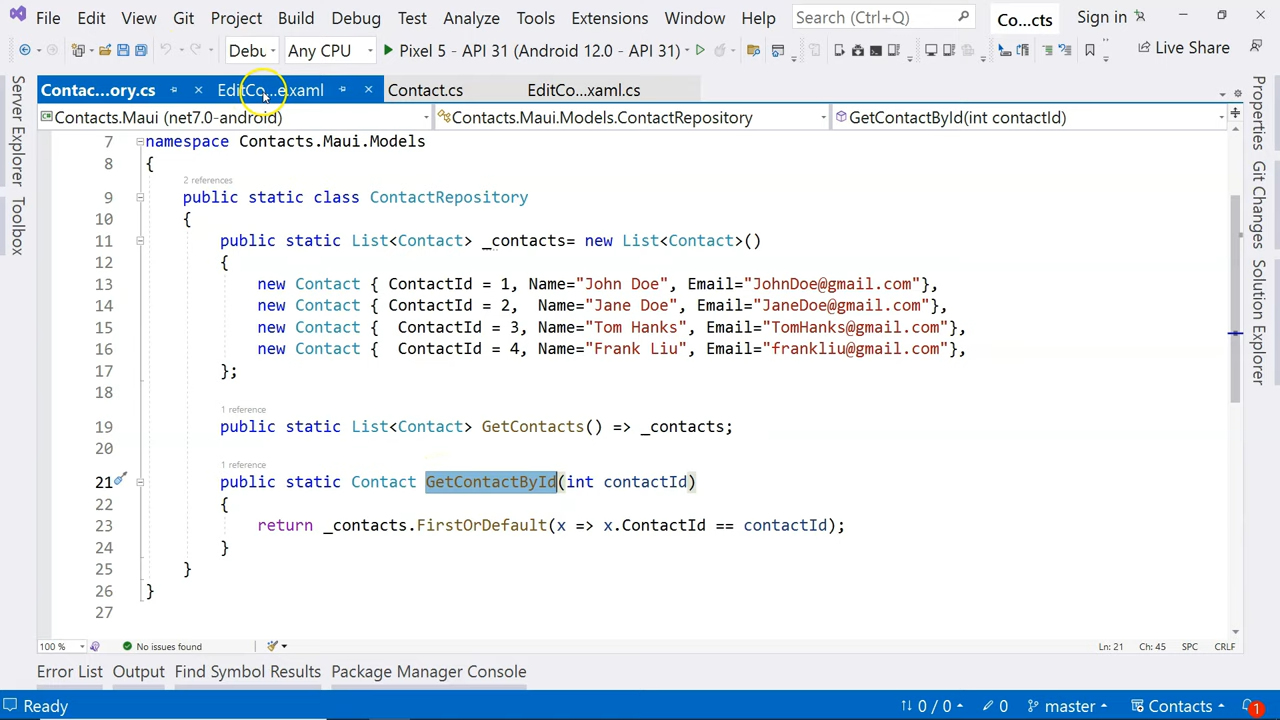 File Edit View Git Project Build Debug Test Analyze Tools Extensions Window Help Search (Ctrl+Q) Co...cts Sign in
Debu Any CPU Pixel 5 - API 31 (Android 12.0 - API 31) Live Share
Contac...ory.cs EditCo...e.xaml Contact.cs EditCo...xaml.cs
Contacts.Maui (net7.0-android) Contacts.Maui.Models.ContactRepository GetContactById(int contactId)
Server Explorer
Toolbox
Properties
Git Changes
Solution Explorer
7 namespace Contacts.Maui.Models
8 {
2 references
9 public static class ContactRepository
10 {
11 public static List<Contact> _contacts= new List<Contact>()
12 {
13 new Contact { ContactId = 1, Name="John Doe", Email="JohnDoe@gmail.com"},
14 new Contact { ContactId = 2,  Name="Jane Doe", Email="JaneDoe@gmail.com"},
15 new Contact {  ContactId = 3, Name="Tom Hanks", Email="TomHanks@gmail.com"},
16 new Contact {  ContactId = 4, Name="Frank Liu", Email="frankliu@gmail.com"},
17 };
18
1 reference
19 public static List<Contact> GetContacts() => _contacts;
20
1 reference
21 public static Contact GetContactById(int contactId)
22 {
23 return _contacts.FirstOrDefault(x => x.ContactId == contactId);
24 }
25 }
26 }
27
100 % No issues found Ln: 21 Ch: 45 SPC CRLF
Error List Output Find Symbol Results Package Manager Console
Ready 0 / 0 0 master Contacts 1